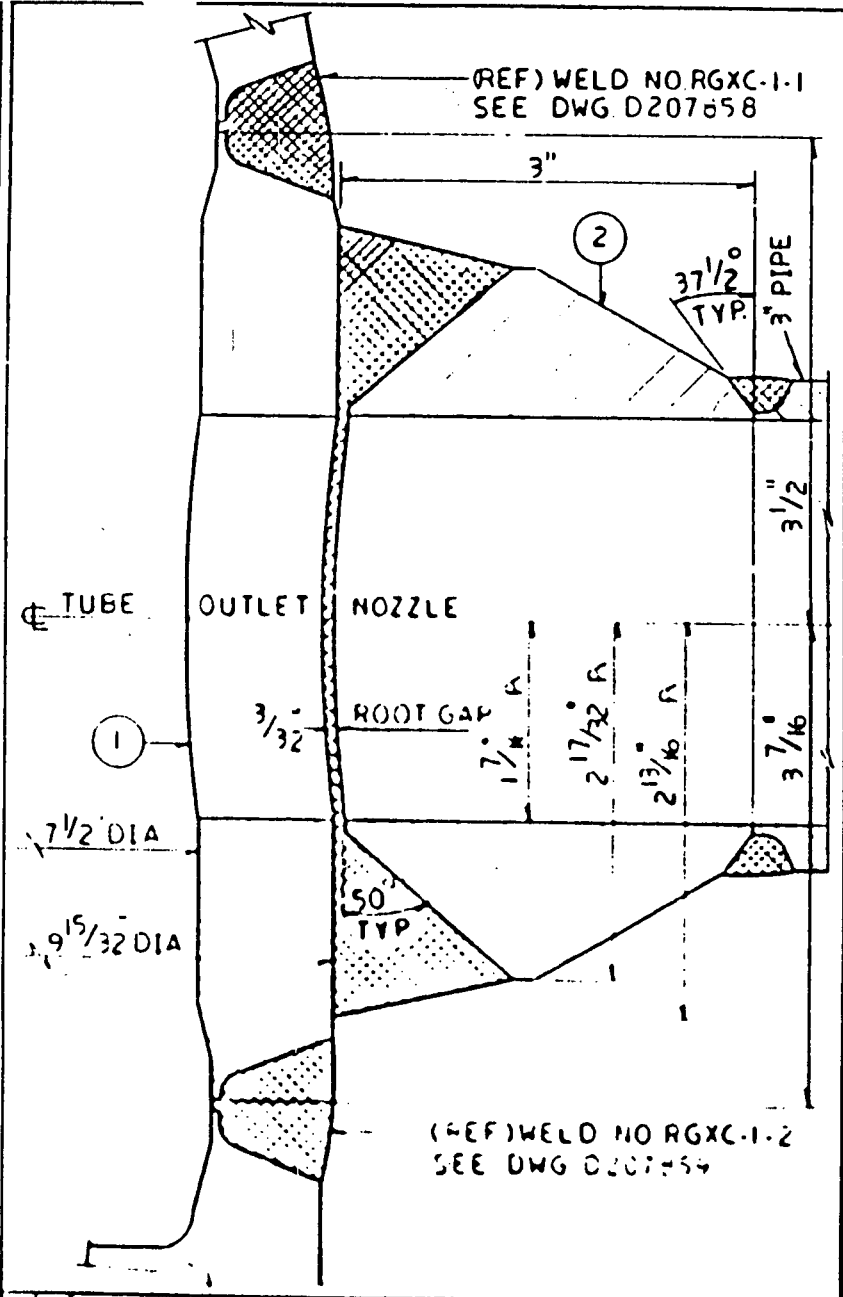 (REF) WELD NO. RGXC-1-1
SEE DWG. D207858
3"
2
37 1/2°
TYP.
3" PIPE
3 1/2"
℄ TUBE OUTLET NOZZLE
3/32"
ROOT GAP
1
1 7/16" R
2 17/32" R
2 13/16" R
3 7/16"
7 1/2" DIA
50°
TYP
9 15/32" DIA
(REF) WELD NO RGXC-1-2
SEE DWG